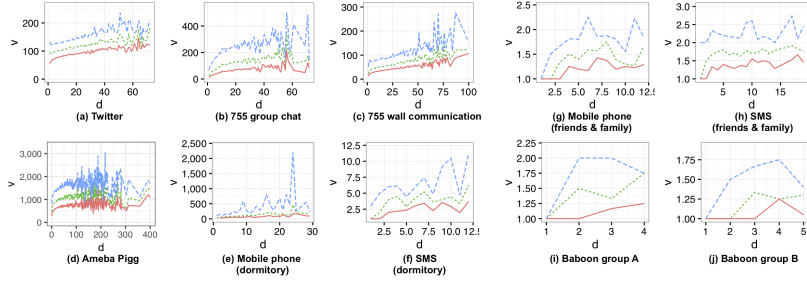 200
100
0
v
0 20 40 60
d
(a) Twitter
400
200
0
v
0 20 40 60
d
(b) 755 group chat
300
200
100
0
v
0 25 50 75 100
d
(c) 755 wall communication
2.5
2.0
1.5
1.0
v
2.5 5.0 7.5 10.0 12.5
d
(g) Mobile phone
(friends & family)
3.0
2.5
2.0
1.5
1.0
v
5 10 15
d
(h) SMS
(friends & family)
3,000
2,000
1,000
0
v
0 100 200 300 400
d
(d) Ameba Pigg
2,500
2,000
1,500
1,000
500
0
v
0 10 20 30
d
(e) Mobile phone
(dormitory)
12.5
10.0
7.5
5.0
2.5
v
2.5 5.0 7.5 10.0
d
(f) SMS
(dormitory)
2.25
2.00
1.75
1.50
1.25
1.00
v
1 2 3 4
d
(i) Baboon group A
1.75
1.50
1.25
1.00
v
1 2 3 4 5
d
(j) Baboon group B